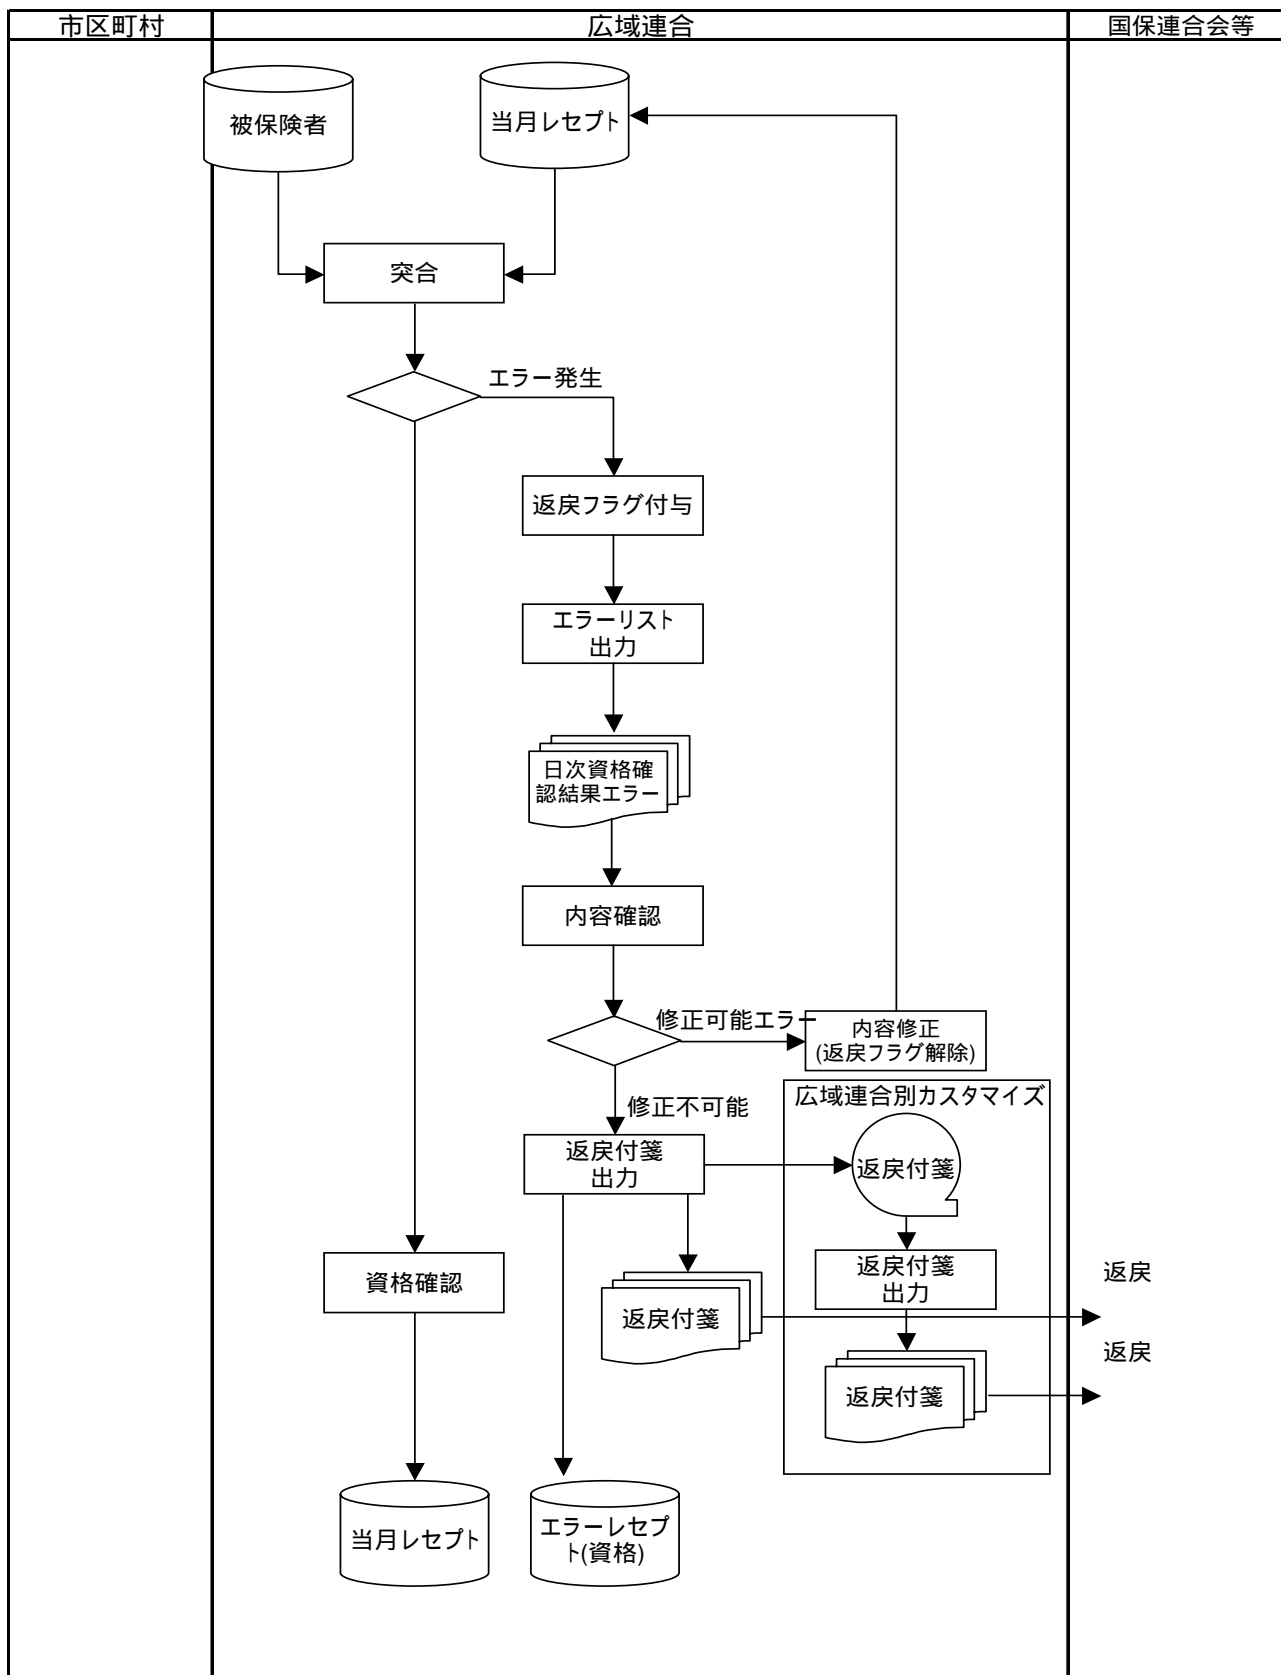 市区町村
広域連合
国保連合会等
被保険者
当月レセプト
突合
エラー発生
返戻フラグ付与
エラーリスト
出力
日次資格確
認結果エラー
内容確認
修正可能エラー
内容修正
(返戻フラグ解除)
広域連合別カスタマイズ
修正不可能
返戻付箋
出力
返戻付箋
返戻付箋
出力
資格確認
返戻付箋
返戻
返戻
返戻付箋
当月レセプト
エラーレセプ
ト(資格)